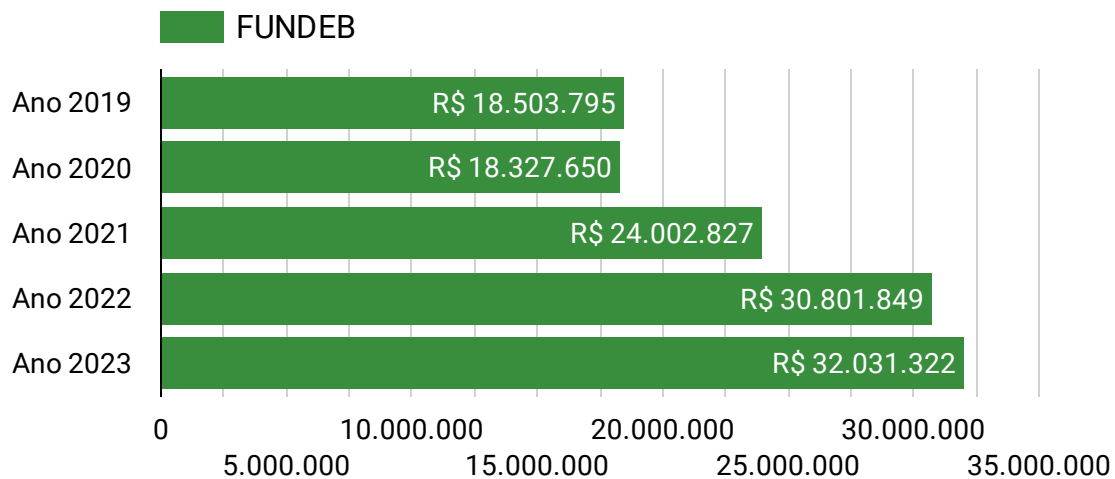 FUNDEB
Ano 2019 R$ 18.503.795
Ano 2020 R$ 18.327.650
Ano 2021 R$ 24.002.827
Ano 2022 R$ 30.801.849
Ano 2023 R$ 32.031.322
0 10.000.000 20.000.000 30.000.000
5.000.000 15.000.000 25.000.000 35.000.000